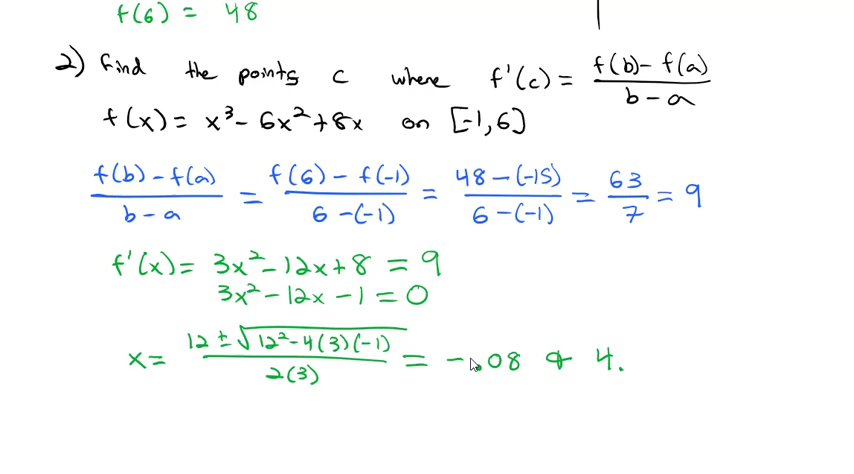 f(6) = 48
2) Find the points c where f'(c) = f(b) - f(a) / b - a
f(x) = x³ - 6x² + 8x on [-1, 6]
f(b) - f(a) / b - a = f(6) - f(-1) / 6 - (-1) = 48 - (-15) / 6 - (-1) = 63 / 7 = 9
f'(x) = 3x² - 12x + 8 = 9
3x² - 12x - 1 = 0
x = 12 ± √(12² - 4(3)(-1)) / 2(3) = -.08 & 4.